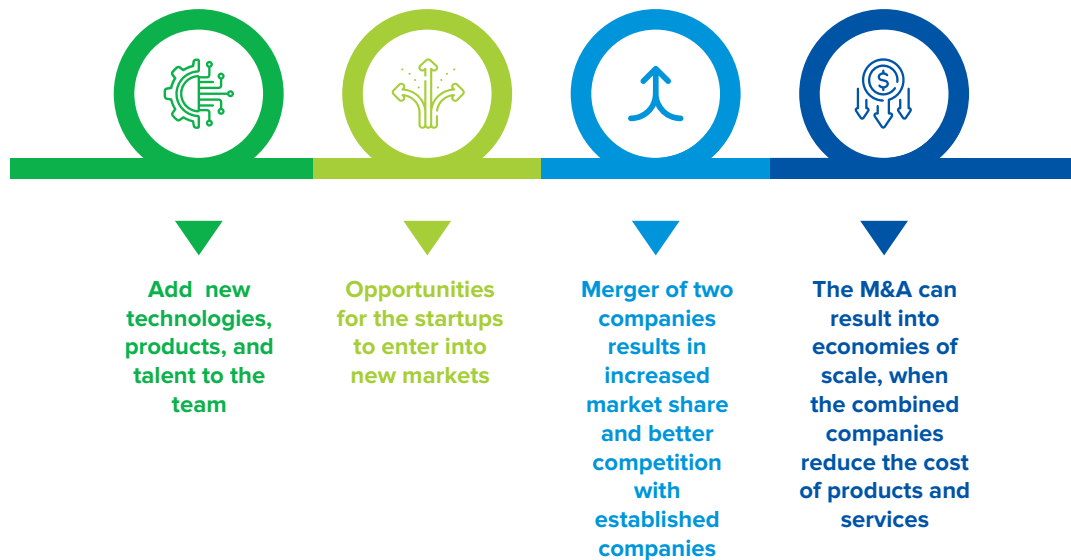 $
Add new
technologies,
products, and
talent to the
team
Opportunities
for the startups
to enter into
new markets
Merger of two
companies
results in
increased
market share
and better
competition
with
established
companies
The M&A can
result into
economies of
scale, when
the combined
companies
reduce the cost
of products and
services